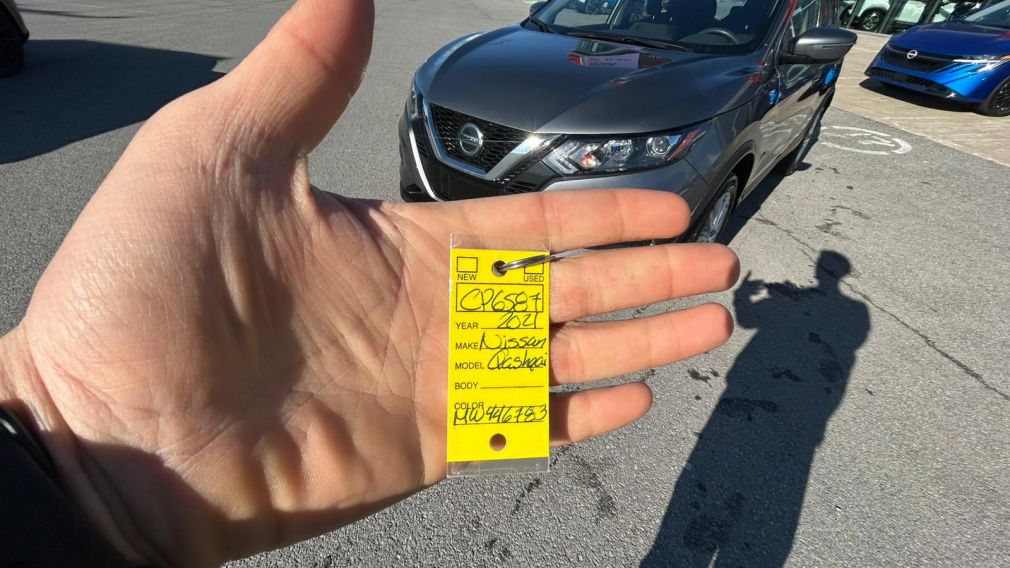 NEW USED
CP6587
YEAR 2021
MAKE Nissan
MODEL Qashqai
BODY
COLOR
MW446783